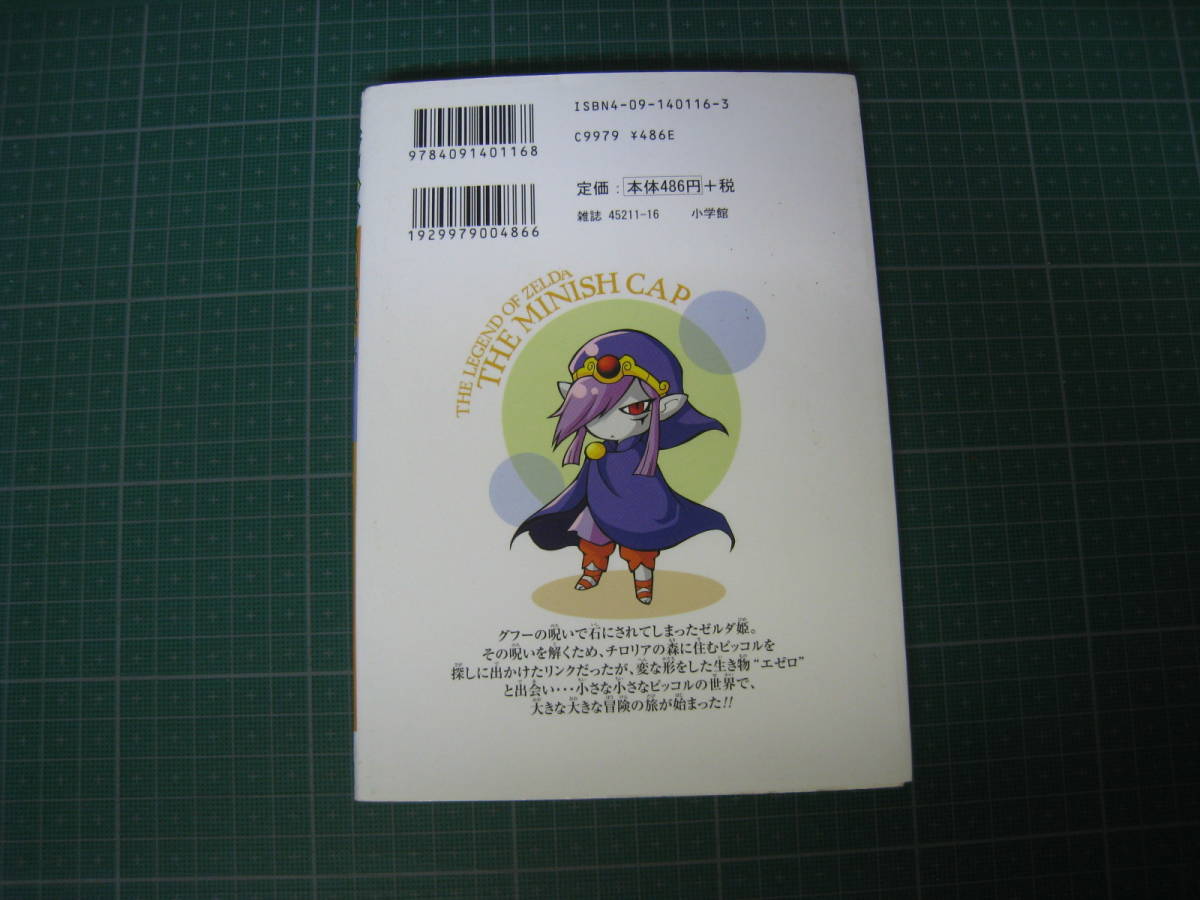 ISBN4-09-140116-3
C9979 ¥486E
9784091401168
定価：本体486円+税
雑誌 45211-16 小学館
1929979004866
THE LEGEND OF ZELDA
THE MINISH CAP
グフーの呪いで石にされてしまったゼルダ姫。
その呪いを解くため、チロリアの森に住むピッコルを
探しに出かけたリンクだったが、変な形をした生き物“エゼロ”
と出会い･･･小さな小さなピッコルの世界で、
大きな大きな冒険の旅が始まった!!